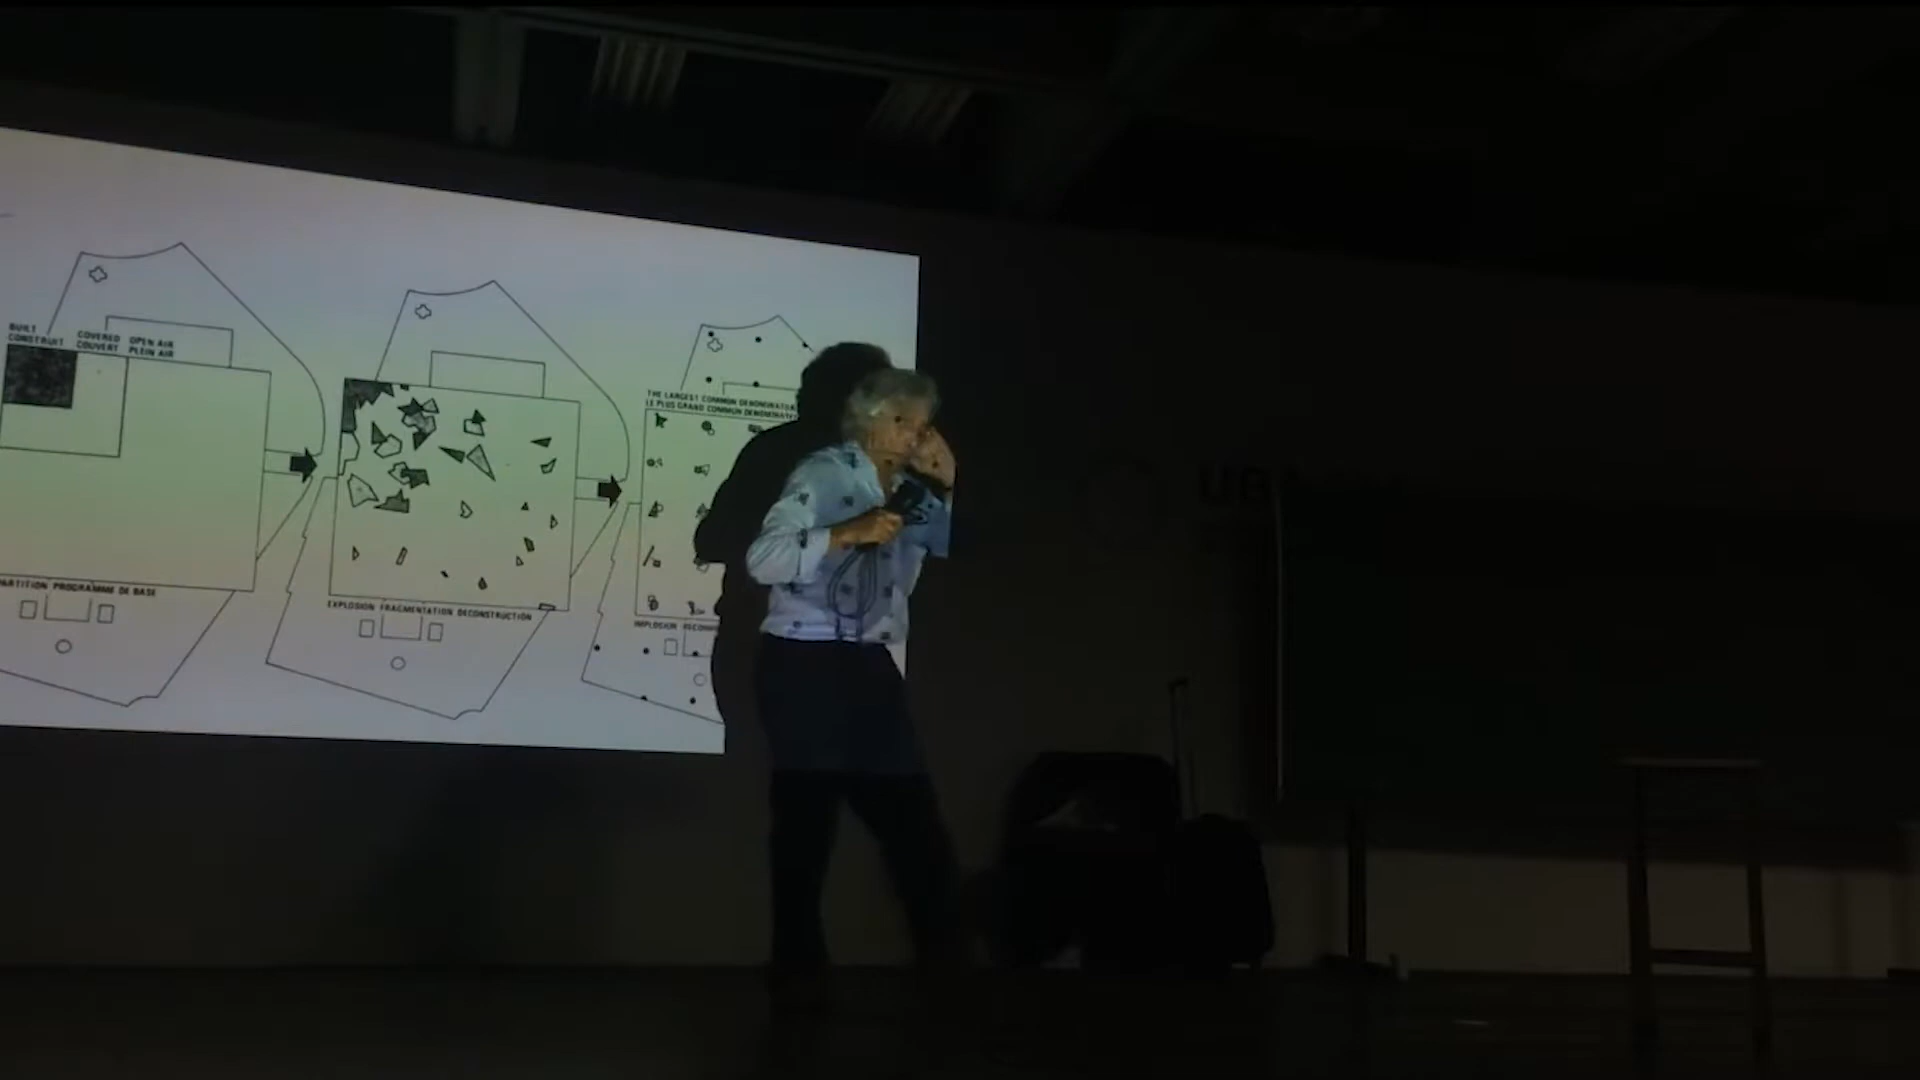 BUILT
CONSTRUIT
COVERED
COUVERT
OPEN AIR
PLEIN AIR
PARTITION PROGRAMME DE BASE
EXPLOSION FRAGMENTATION DECONSTRUCTION
THE LARGEST COMMON DENOMINATOR
LE PLUS GRAND COMMUN DENOMINATE
IMPLOSION